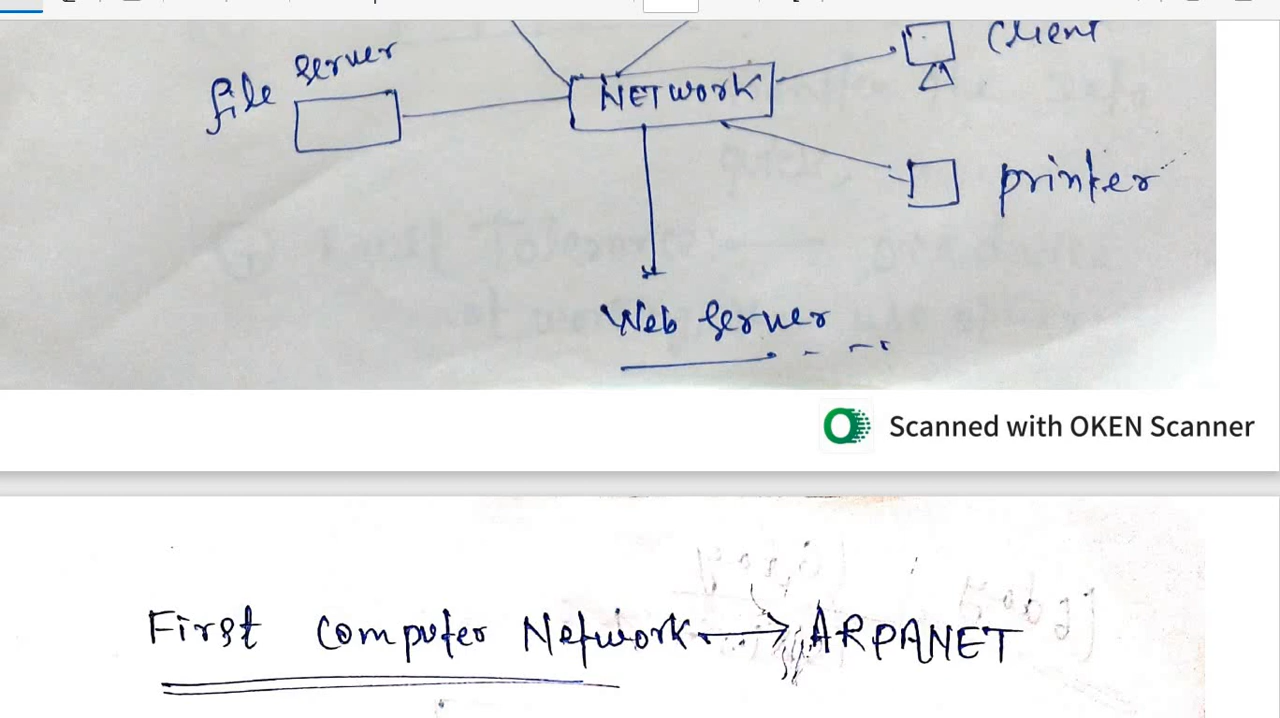 Client
file server
NETWORK
printer
Web server
Scanned with OKEN Scanner
First Computer Network → ARPANET